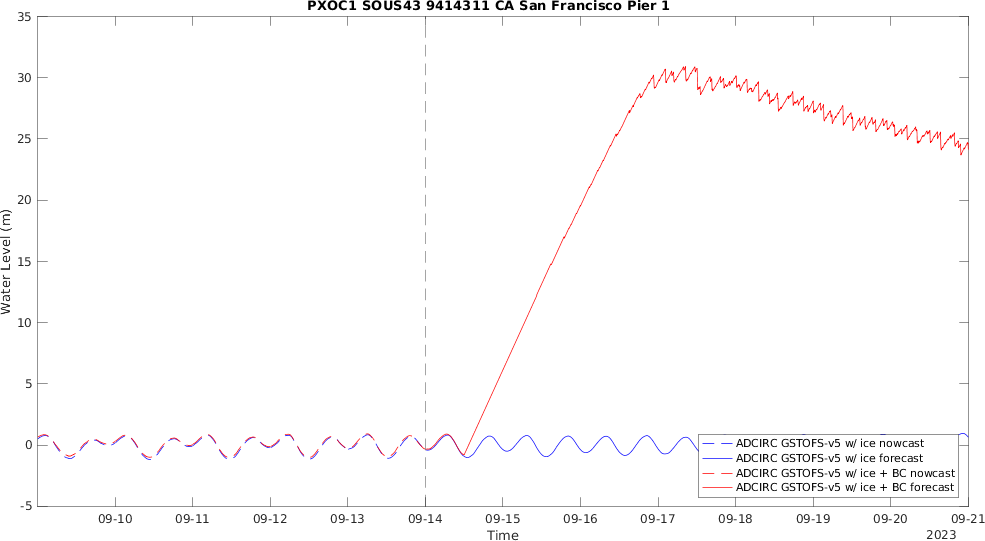 PXOC1 SOUS43 9414311 CA San Francisco Pier 1
35
30
25
20
15
10
5
0
-5
Water Level (m)
ADCIRC GSTOFS-v5 w/ ice nowcast
ADCIRC GSTOFS-v5 w/ ice forecast
ADCIRC GSTOFS-v5 w/ ice + BC nowcast
ADCIRC GSTOFS-v5 w/ ice + BC forecast
09-10 09-11 09-12 09-13 09-14 09-15 09-16 09-17 09-18 09-19 09-20 09-21
Time
2023